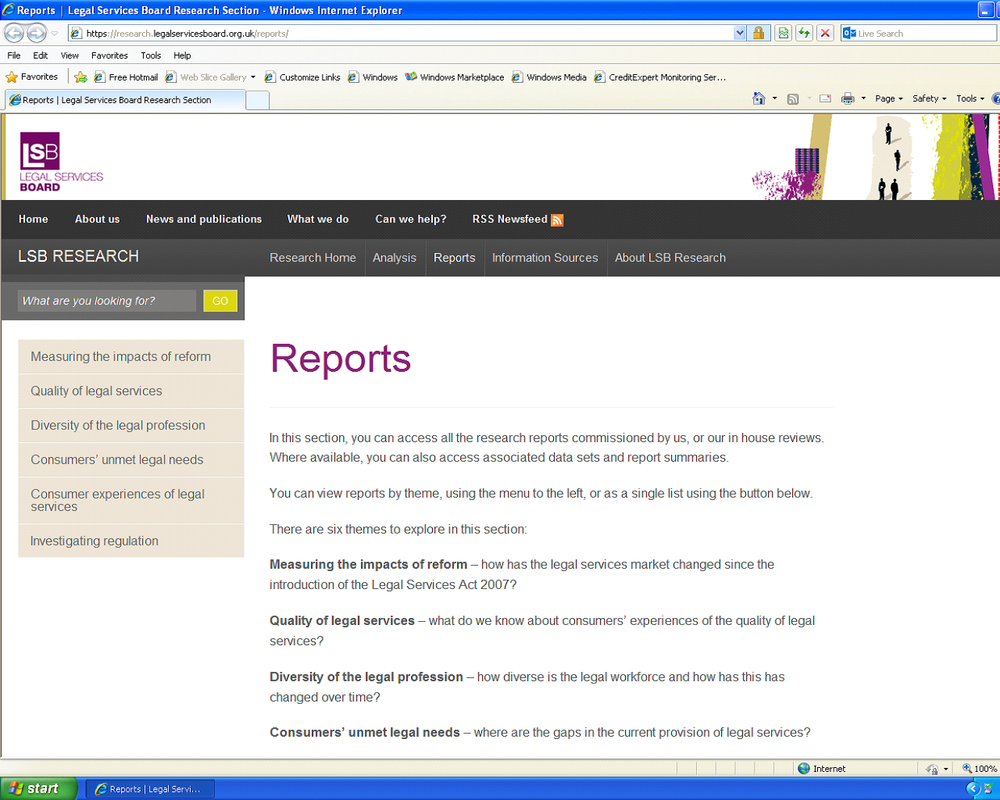 Reports | Legal Services Board Research Section - Windows Internet Explorer
https://research.legalservicesboard.org.uk/reports/
Live Search
File Edit View Favorites Tools Help
Favorites Free Hotmail Web Slice Gallery Customize Links Windows Windows Marketplace Windows Media CreditExpert Monitoring Ser...
Reports | Legal Services Board Research Section
Page Safety Tools
LSB
LEGAL SERVICES
BOARD
Home About us News and publications What we do Can we help? RSS Newsfeed
LSB RESEARCH
Research Home Analysis Reports Information Sources About LSB Research
What are you looking for? GO
Measuring the impacts of reform
Quality of legal services
Diversity of the legal profession
Consumers’ unmet legal needs
Consumer experiences of legal
services
Investigating regulation
Reports
In this section, you can access all the research reports commissioned by us, or our in house reviews.
Where available, you can also access associated data sets and report summaries.
You can view reports by theme, using the menu to the left, or as a single list using the button below.
There are six themes to explore in this section:
Measuring the impacts of reform – how has the legal services market changed since the
introduction of the Legal Services Act 2007?
Quality of legal services – what do we know about consumers’ experiences of the quality of legal
services?
Diversity of the legal profession – how diverse is the legal workforce and how has this has
changed over time?
Consumers’ unmet legal needs – where are the gaps in the current provision of legal services?
Internet
100%
start
Reports | Legal Servi...